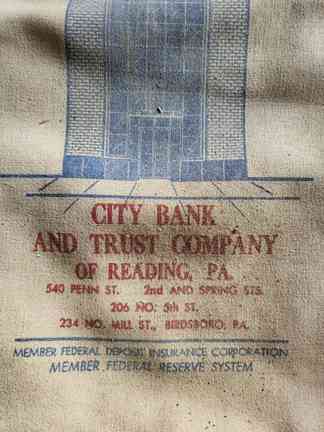 CITY BANK
AND TRUST COMPANY
OF READING, PA.
540 PENN ST. 2nd AND SPRING STS.
206 NO. 5th ST.
234 NO. MILL ST., BIRDSBORO, PA.
MEMBER FEDERAL DEPOSIT INSURANCE CORPORATION
MEMBER FEDERAL RESERVE SYSTEM